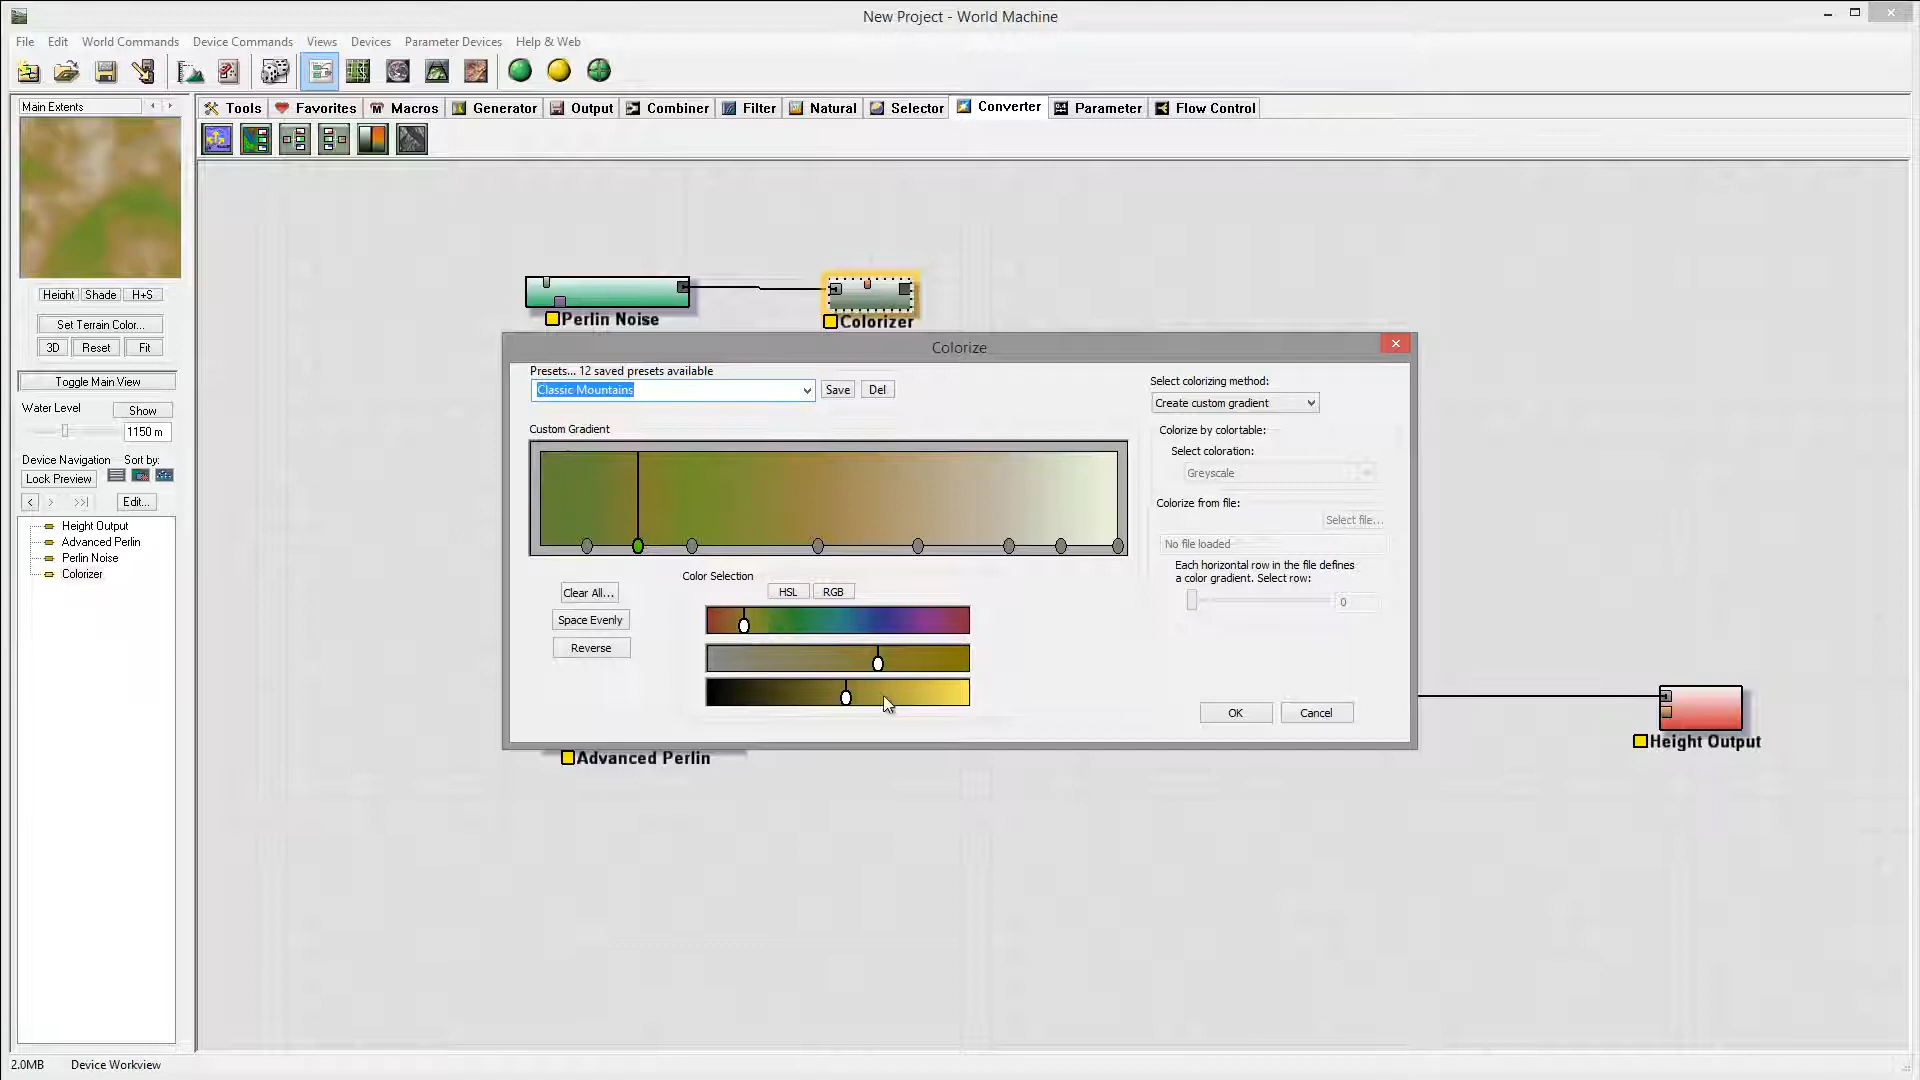 New Project - World Machine
File Edit World Commands Device Commands Views Devices Parameter Devices Help & Web
Main Extents
Tools Favorites Macros Generator Output Combiner Filter Natural Selector Converter Parameter Flow Control
Height Shade H+S
Set Terrain Color...
3D Reset Fit
Toggle Main View
Water Level Show
1150 m
Device Navigation Sort by:
Lock Preview
< > >>| Edit...
Height Output
Advanced Perlin
Perlin Noise
Colorizer
Perlin Noise
Colorizer
Colorize
Presets... 12 saved presets available
Classic Mountains Save Del
Custom Gradient
Clear All...
Space Evenly
Reverse
Color Selection
HSL RGB
Select colorizing method:
Create custom gradient
Colorize by colortable:
Select coloration:
Greyscale
Colorize from file:
Select file...
No file loaded
Each horizontal row in the file defines
a color gradient. Select row:
0
OK Cancel
Advanced Perlin
Height Output
2.0MB Device Workview